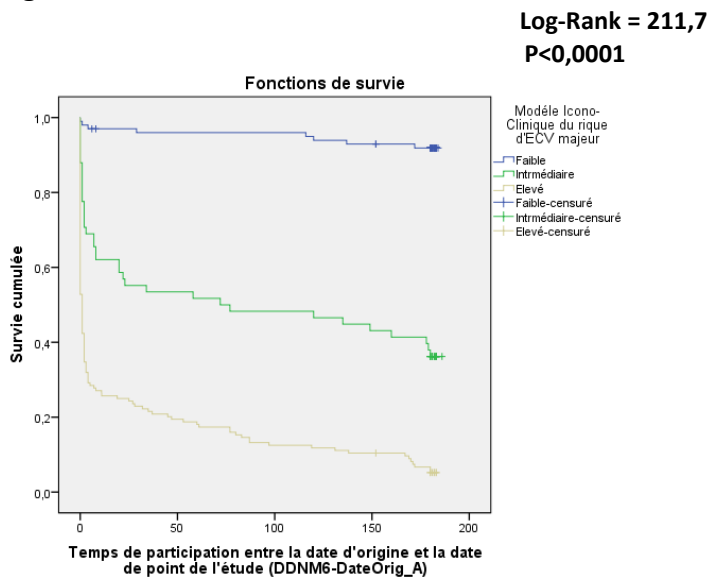 Log-Rank = 211,7
P<0,0001
Fonctions de survie
Modéle Icono-
Clinique du rique
d'ECV majeur
Faible
Intrmédiaire
Elevé
Faible-censuré
Intrmédiaire-censuré
Elevé-censuré
Survie cumulée
1,0
0,8
0,6
0,4
0,2
0,0
0 50 100 150 200
Temps de participation entre la date d'origine et la date
de point de l'étude (DDNM6-DateOrig_A)